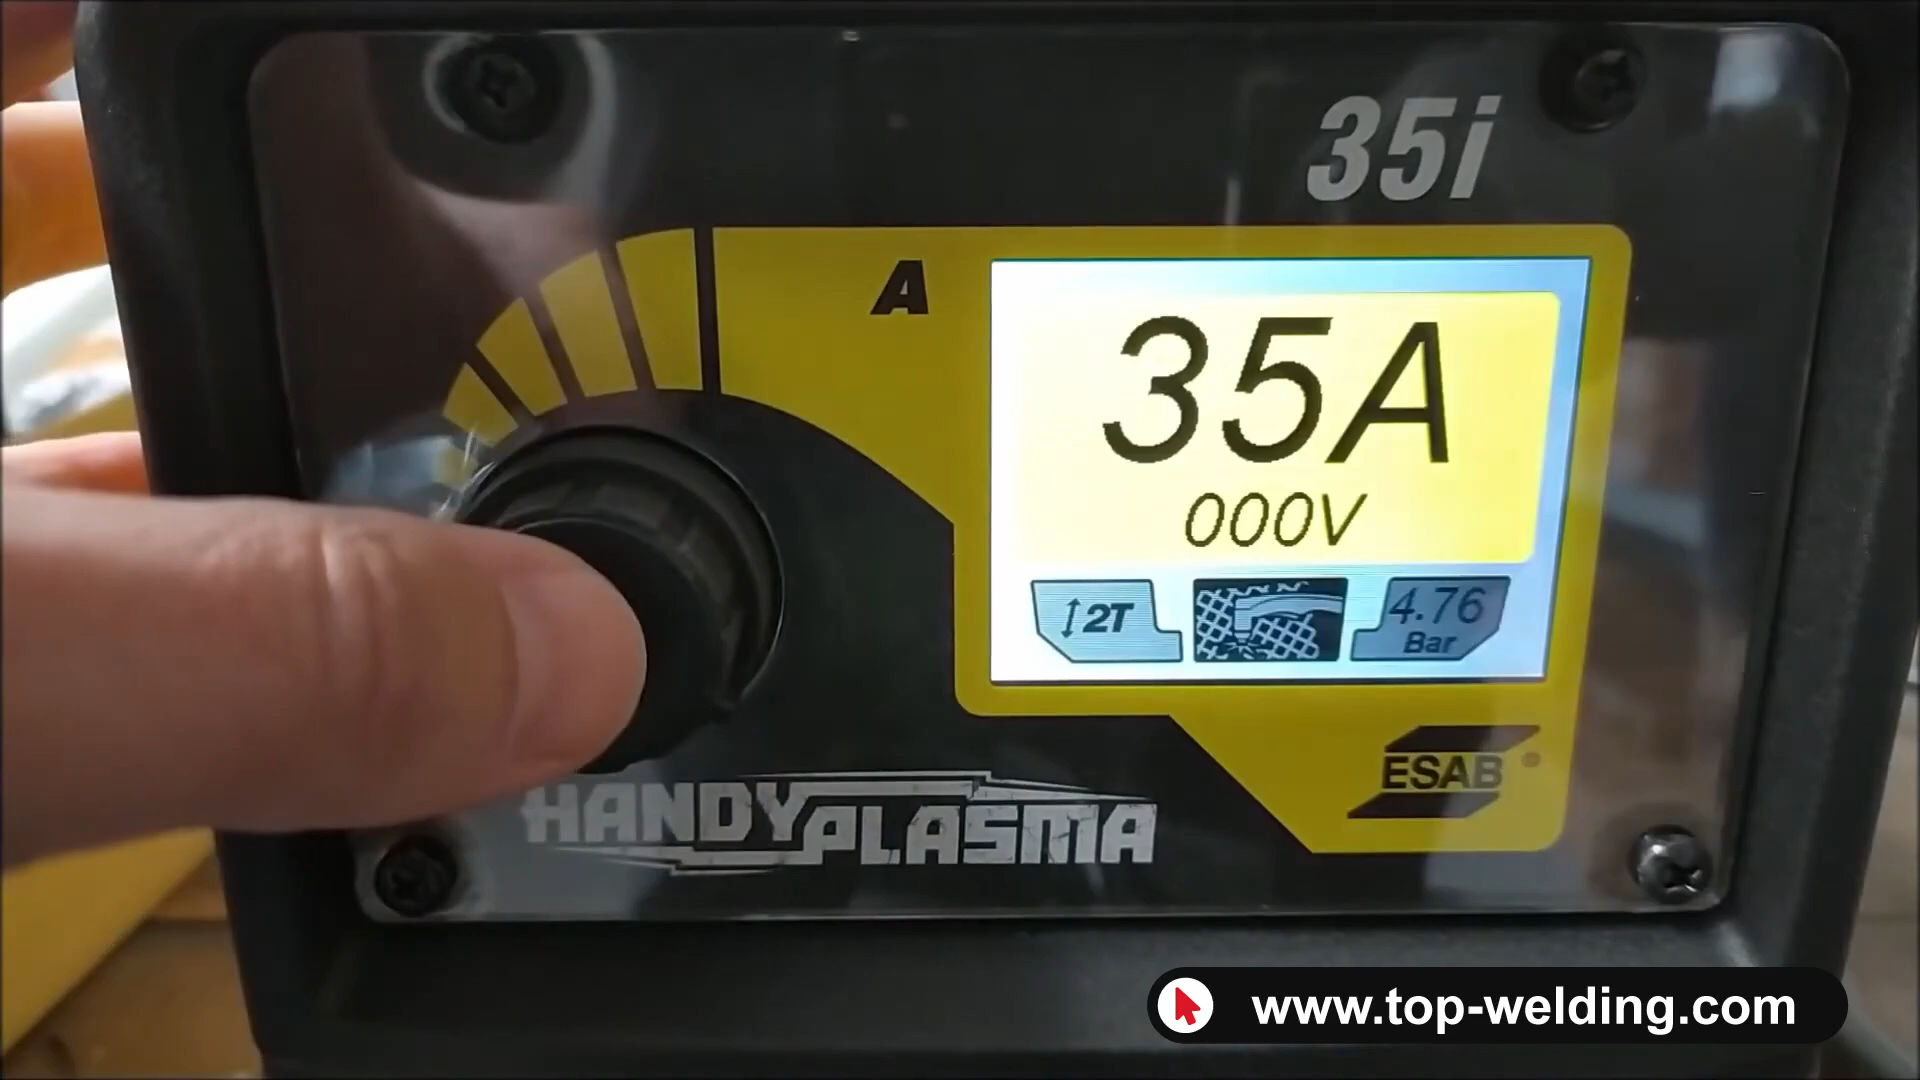 35i
A
35A
000V
2T
4.76
Bar
ESAB
HANDYPLASMA
www.top-welding.com